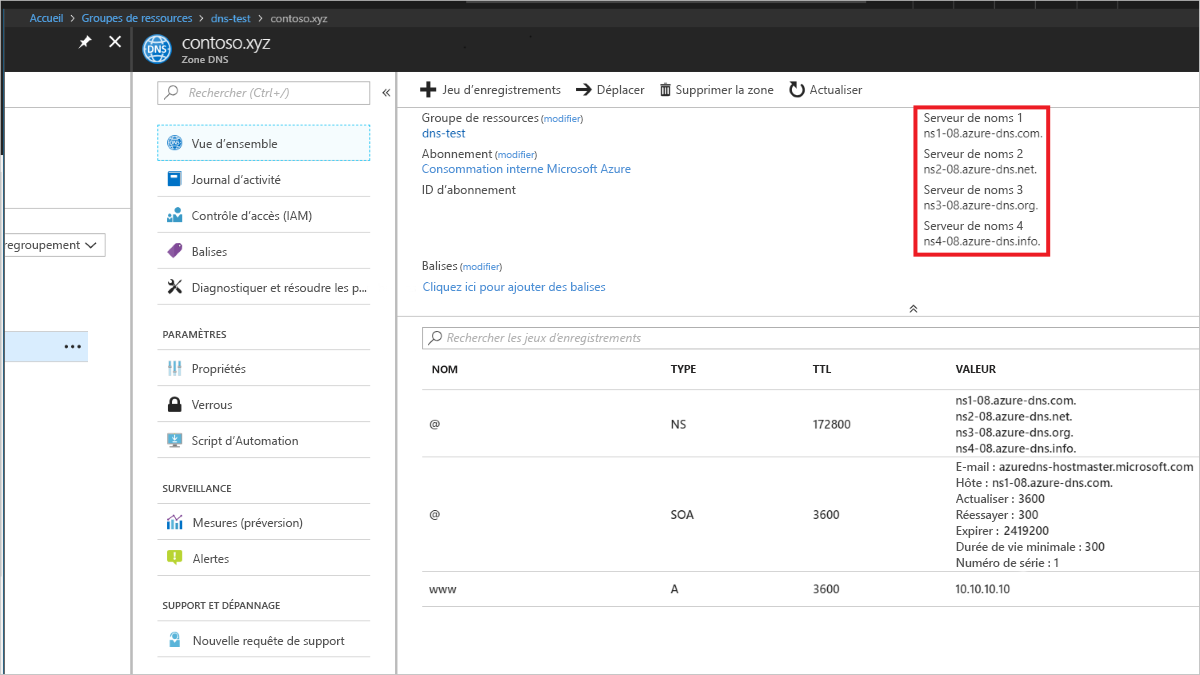 Accueil > Groupes de ressources > dns-test > contoso.xyz
DNS
contoso.xyz
Zone DNS
regroupement
Rechercher (Ctrl+/)
Vue d'ensemble
Journal d'activité
Contrôle d'accès (IAM)
Balises
Diagnostiquer et résoudre les p...
PARAMÈTRES
Propriétés
Verrous
Script d'Automation
SURVEILLANCE
Mesures (préversion)
Alertes
SUPPORT ET DÉPANNAGE
Nouvelle requête de support
Jeu d'enregistrements
Déplacer
Supprimer la zone
Actualiser
Groupe de ressources (modifier)
dns-test
Abonnement (modifier)
Consommation interne Microsoft Azure
ID d'abonnement
Serveur de noms 1
ns1-08.azure-dns.com.
Serveur de noms 2
ns2-08.azure-dns.net.
Serveur de noms 3
ns3-08.azure-dns.org.
Serveur de noms 4
ns4-08.azure-dns.info.
Balises (modifier)
Cliquez ici pour ajouter des balises
Rechercher les jeux d'enregistrements
NOM TYPE TTL VALEUR
@ NS 172800
ns1-08.azure-dns.com.
ns2-08.azure-dns.net.
ns3-08.azure-dns.org.
ns4-08.azure-dns.info.
@ SOA 3600
E-mail : azuredns-hostmaster.microsoft.com
Hôte : ns1-08.azure-dns.com.
Actualiser : 3600
Réessayer : 300
Expirer : 2419200
Durée de vie minimale : 300
Numéro de série : 1
www A 3600 10.10.10.10